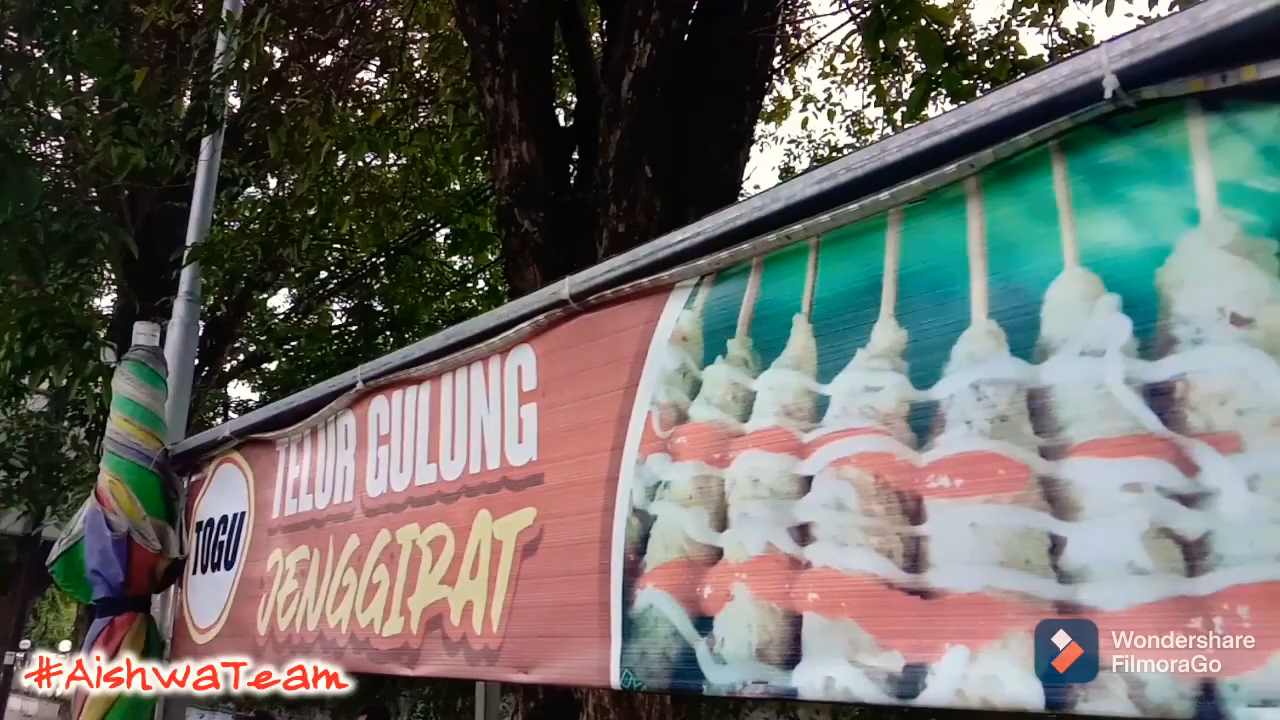 TOGU
TELUR GULUNG
JENGGIRAT
#AishwaTeam
Wondershare
FilmoraGo